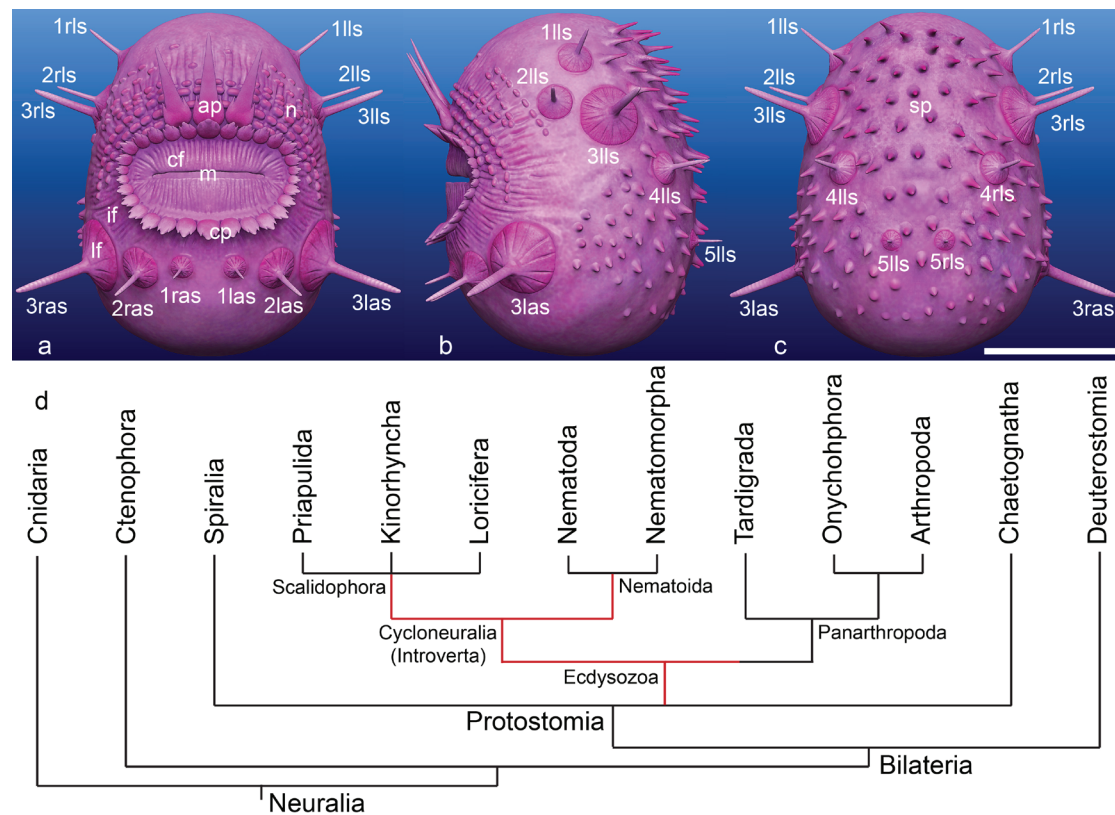 1rls
1lls
2rls
2lls
3rls
3lls
ap
n
cf
m
if
cp
lf
3ras
2ras
1ras
1las
2las
3las
a
1lls
2lls
3lls
4lls
5lls
3las
b
1lls
1rls
2lls
2rls
3lls
3rls
sp
4lls
4rls
5lls
5rls
3las
3ras
c
d
Cnidaria
Ctenophora
Spiralia
Priapulida
Kinorhyncha
Loricifera
Nematoda
Nematomorpha
Tardigrada
Onychophora
Arthropoda
Chaetognatha
Deuterostomia
Scalidophora
Nematoida
Cycloneuralia
(Introverta)
Panarthropoda
Ecdysozoa
Protostomia
Bilateria
Neuralia